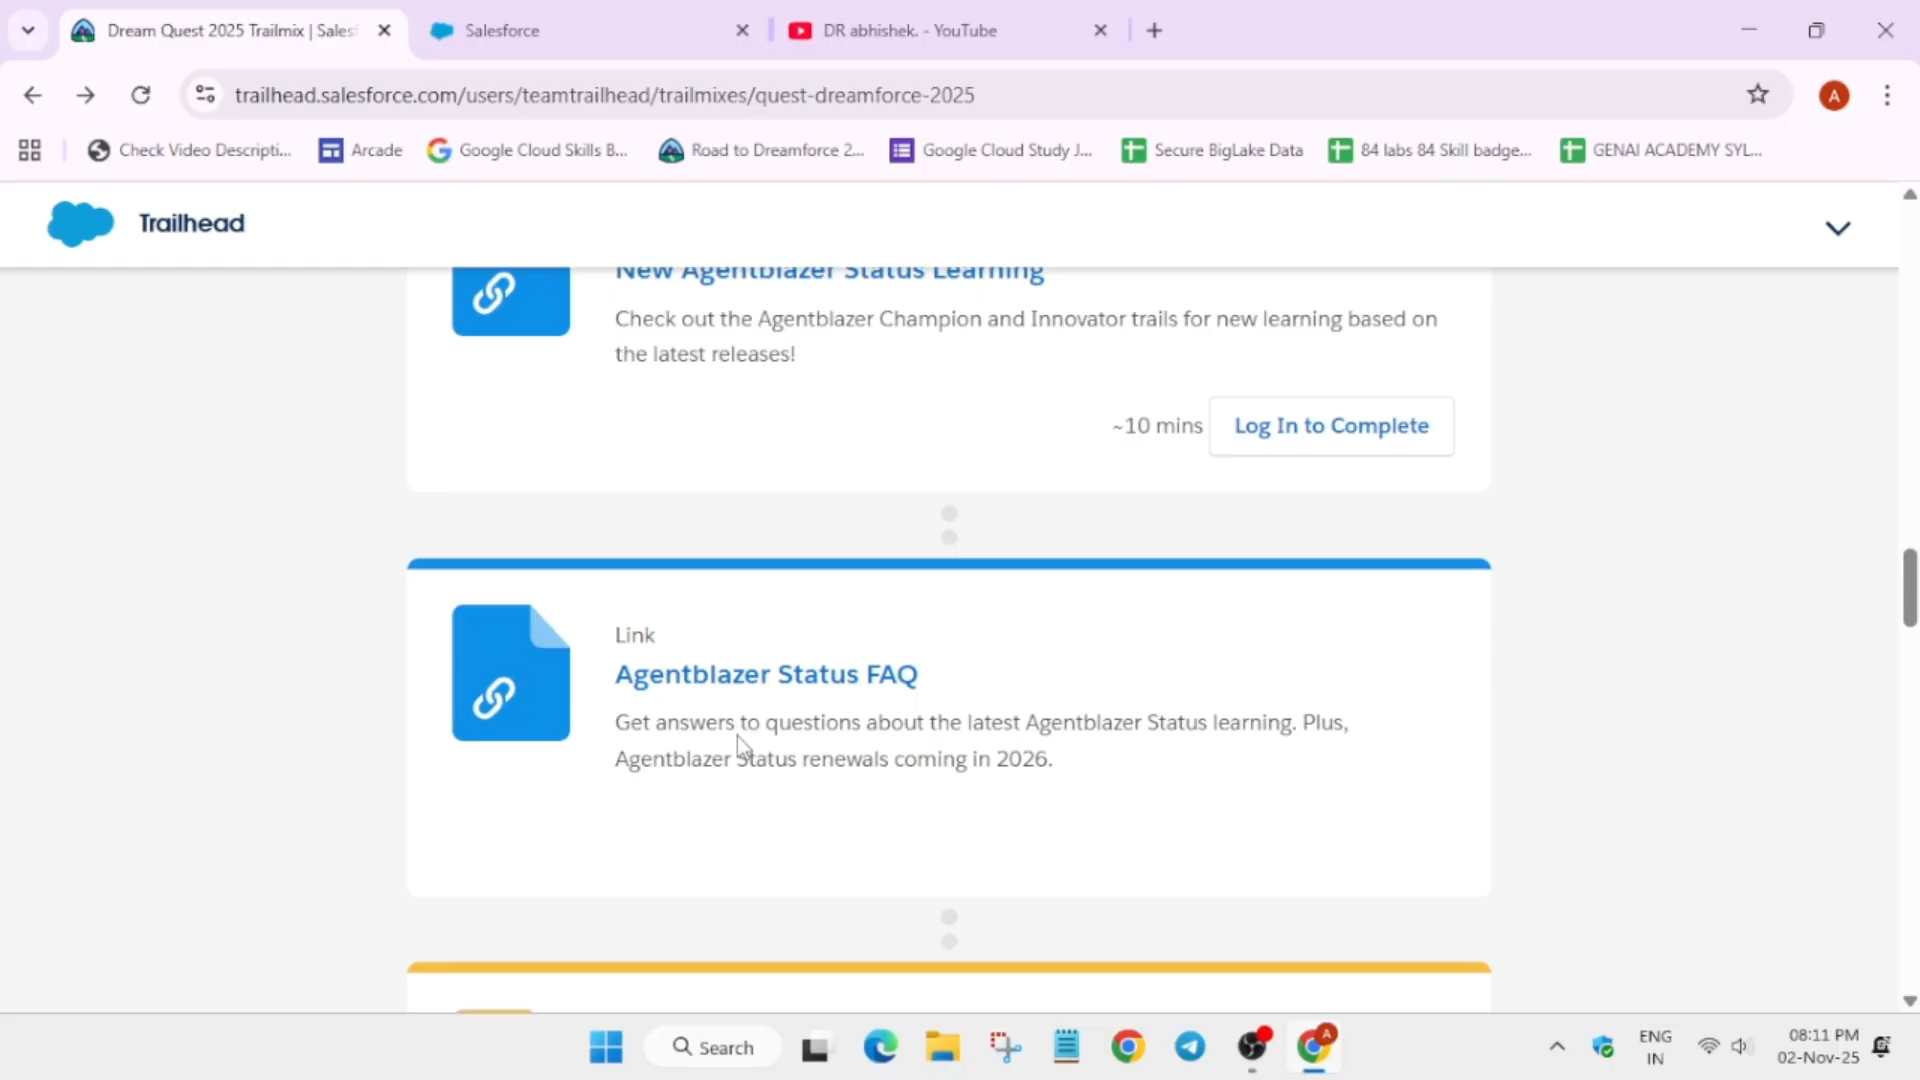 Dream Quest 2025 Trailmix | Sales
Salesforce
DR abhishek. - YouTube
trailhead.salesforce.com/users/teamtrailhead/trailmixes/quest-dreamforce-2025
A
Check Video Descripti...
Arcade
Google Cloud Skills B...
Road to Dreamforce 2...
Google Cloud Study J...
Secure BigLake Data
84 labs 84 Skill badge...
GENAI ACADEMY SYL...
Trailhead
New Agentblazer Status Learning
Check out the Agentblazer Champion and Innovator trails for new learning based on
the latest releases!
~10 mins
Log In to Complete
Link
Agentblazer Status FAQ
Get answers to questions about the latest Agentblazer Status learning. Plus,
Agentblazer Status renewals coming in 2026.
Search
A
ENG
IN
08:11 PM
02-Nov-25